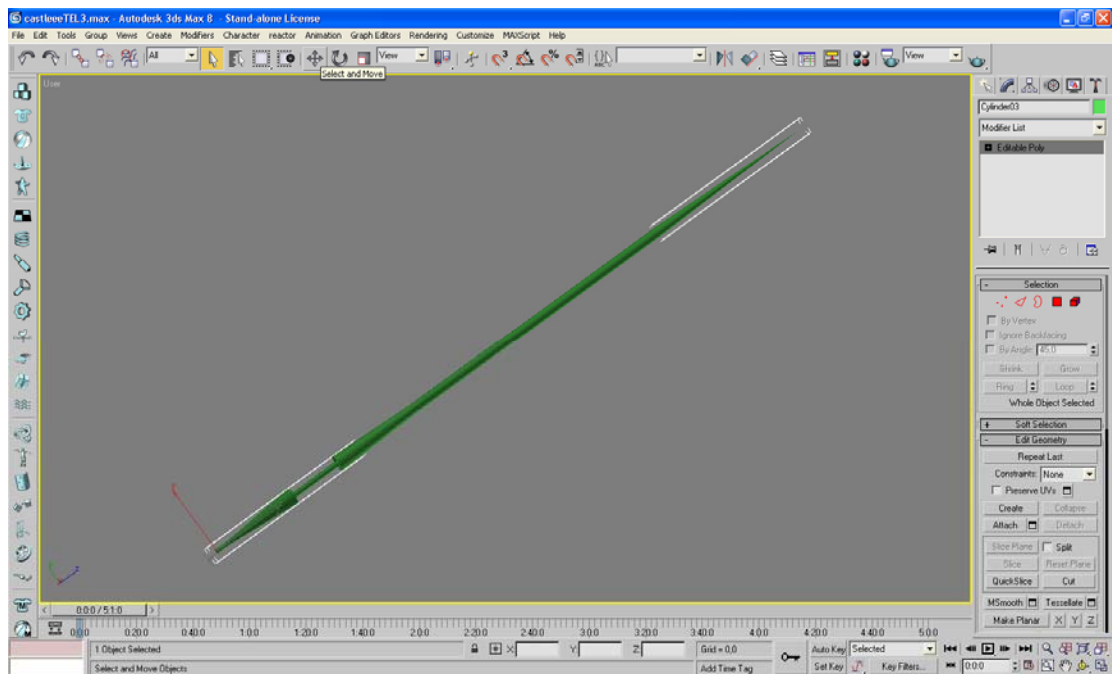 castleeeTEL3.max - Autodesk 3ds Max 8 - Stand-alone License
File Edit Tools Group Views Create Modifiers Character reactor Animation Graph Editors Rendering Customize MAXScript Help
All View View
Select and Move
User
Cylinder03
Modifier List
Editable Poly
- Selection
By Vertex
Ignore Backfacing
By Angle: 45.0
Shrink Grow
Ring Loop
Whole Object Selected
+ Soft Selection
- Edit Geometry
Repeat Last
Constraints: None
Preserve UVs
Create Collapse
Attach Detach
Slice Plane Split
Slice Reset Plane
QuickSlice Cut
MSmooth Tessellate
Make Planar X Y Z
0:0:0 / 5:1:0
0:0:0 0:20:0 0:40:0 1:0:0 1:20:0 1:40:0 2:0:0 2:20:0 2:40:0 3:0:0 3:20:0 3:40:0 4:0:0 4:20:0 4:40:0 5:0:0
1 Object Selected X Y Z Grid = 0,0 Auto Key Selected
Select and Move Objects Add Time Tag Set Key Key Filters... 0:0:0